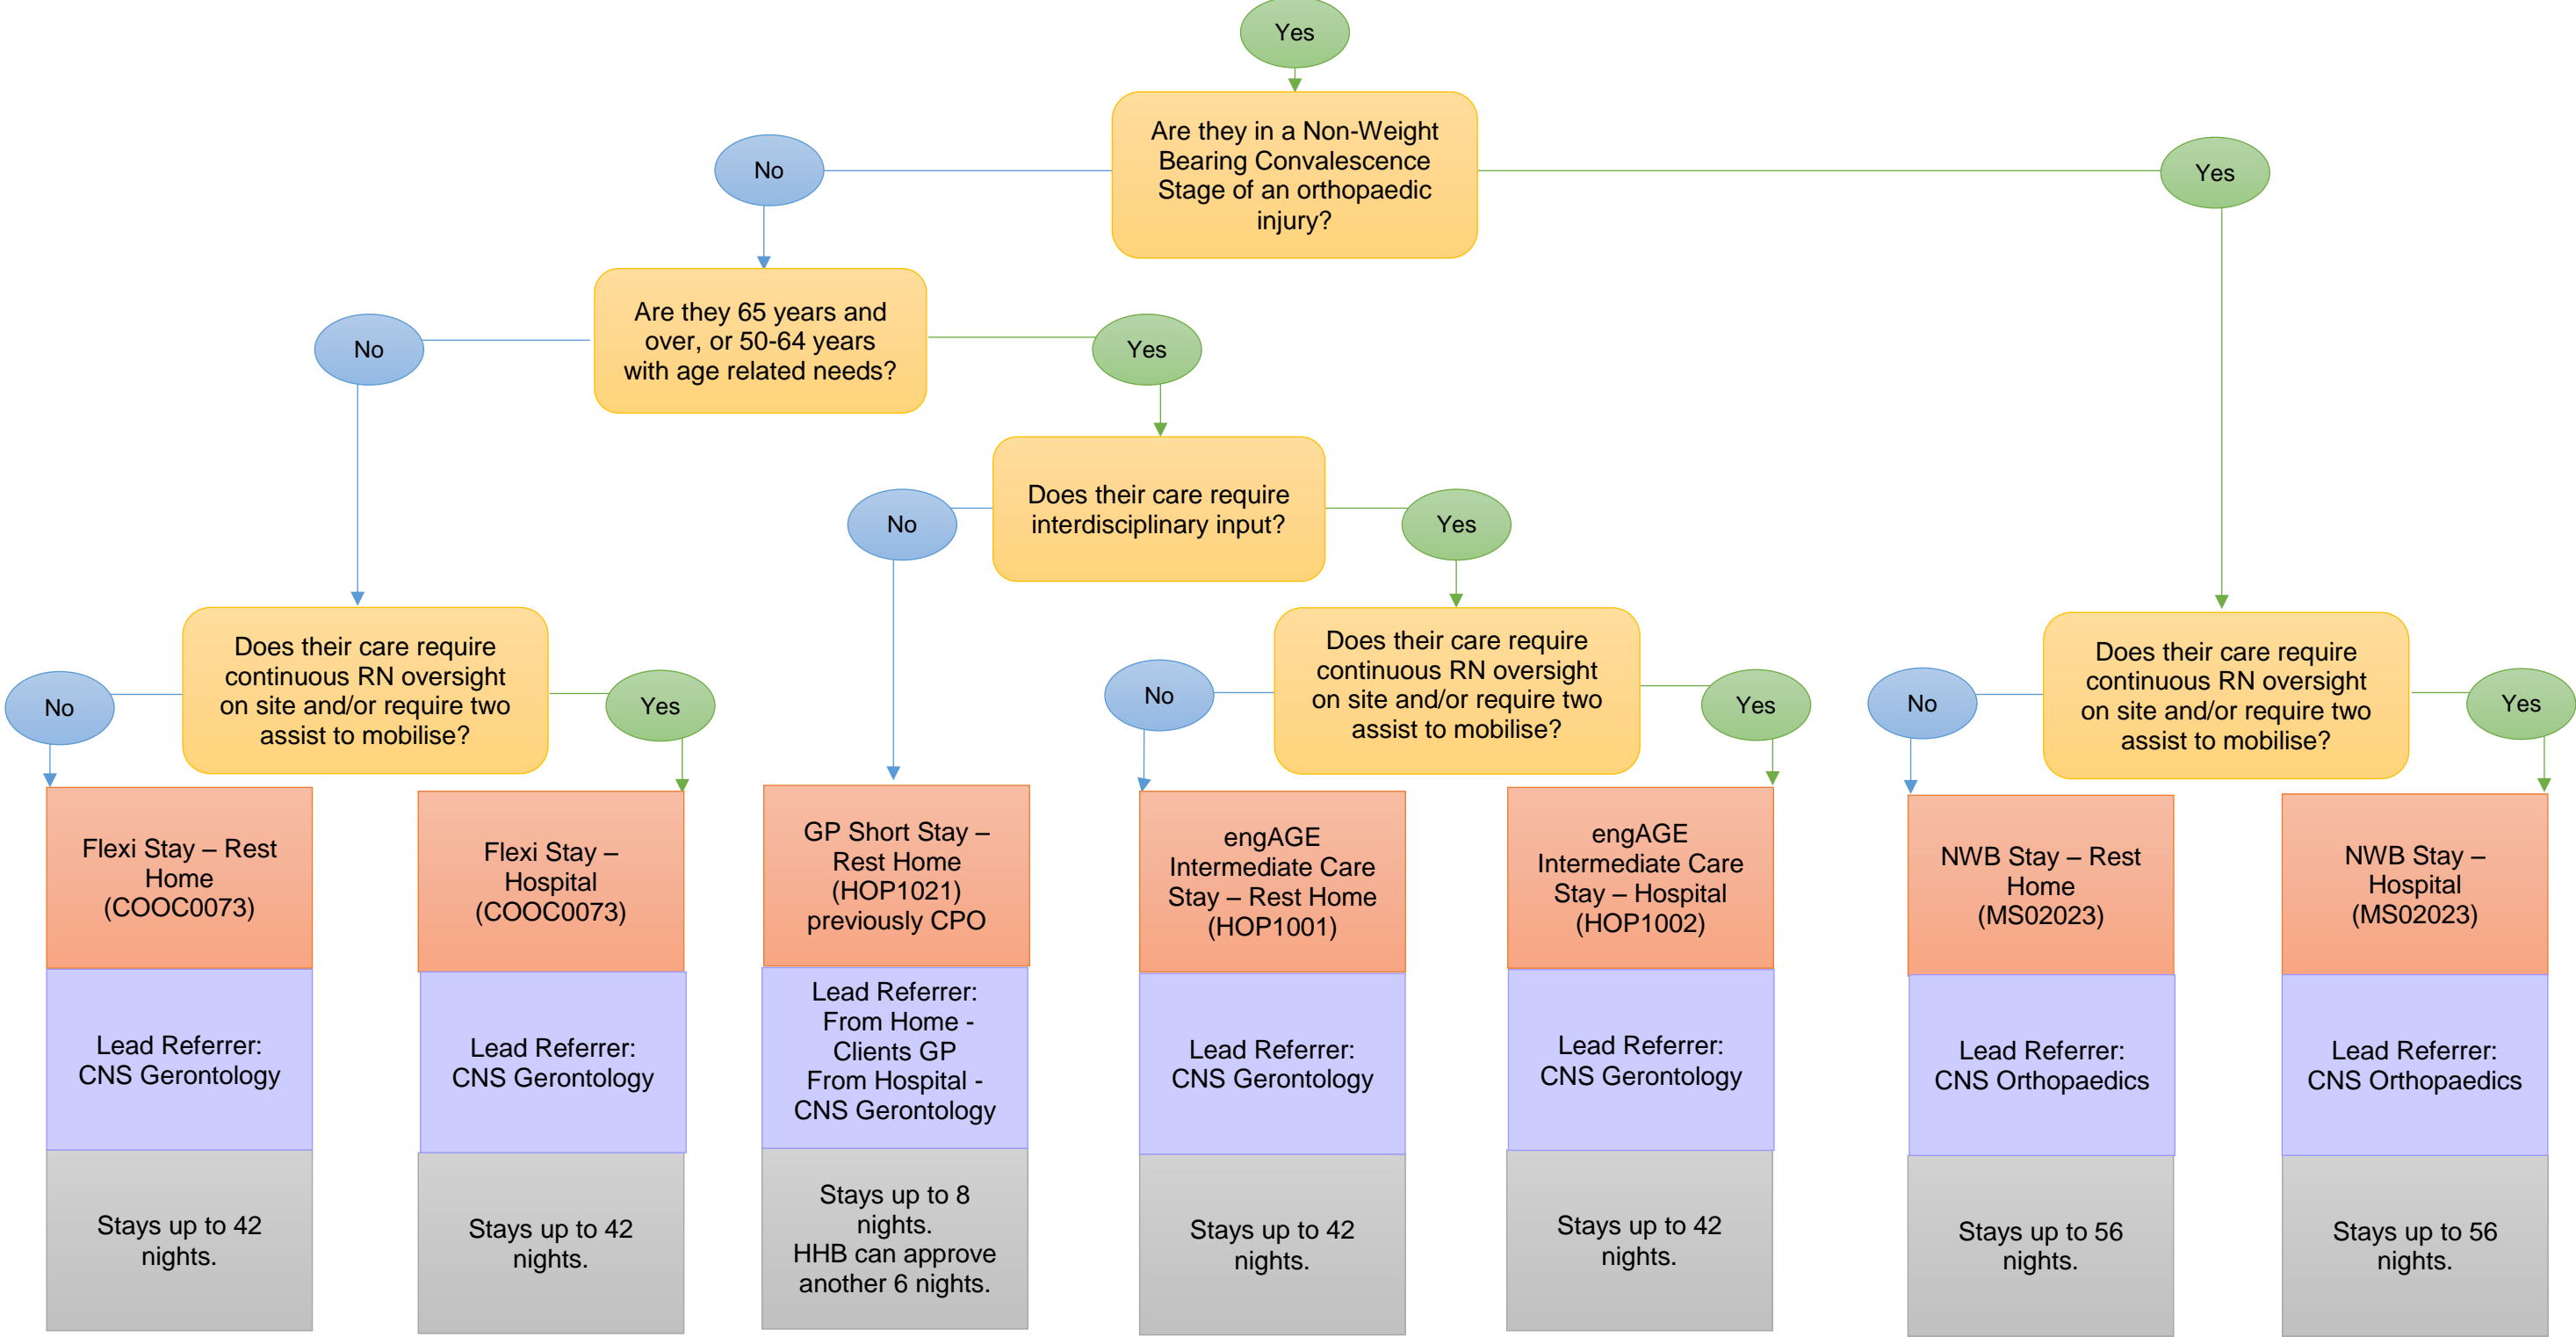 Yes
Are they in a Non-Weight
Bearing Convalescence
Stage of an orthopaedic
injury?
No
Yes
Are they 65 years and
over, or 50-64 years
with age related needs?
No
Yes
Does their care require
interdisciplinary input?
No
Yes
Does their care require
continuous RN oversight
on site and/or require two
assist to mobilise?
No
Yes
Does their care require
continuous RN oversight
on site and/or require two
assist to mobilise?
No
Yes
Does their care require
continuous RN oversight
on site and/or require two
assist to mobilise?
No
Yes
Flexi Stay – Rest
Home
(COOC0073)
Lead Referrer:
CNS Gerontology
Stays up to 42
nights.
Flexi Stay –
Hospital
(COOC0073)
Lead Referrer:
CNS Gerontology
Stays up to 42
nights.
GP Short Stay –
Rest Home
(HOP1021)
previously CPO
Lead Referrer:
From Home -
Clients GP
From Hospital -
CNS Gerontology
Stays up to 8
nights.
HHB can approve
another 6 nights.
engAGE
Intermediate Care
Stay – Rest Home
(HOP1001)
Lead Referrer:
CNS Gerontology
Stays up to 42
nights.
engAGE
Intermediate Care
Stay – Hospital
(HOP1002)
Lead Referrer:
CNS Gerontology
Stays up to 42
nights.
NWB Stay – Rest
Home
(MS02023)
Lead Referrer:
CNS Orthopaedics
Stays up to 56
nights.
NWB Stay –
Hospital
(MS02023)
Lead Referrer:
CNS Orthopaedics
Stays up to 56
nights.